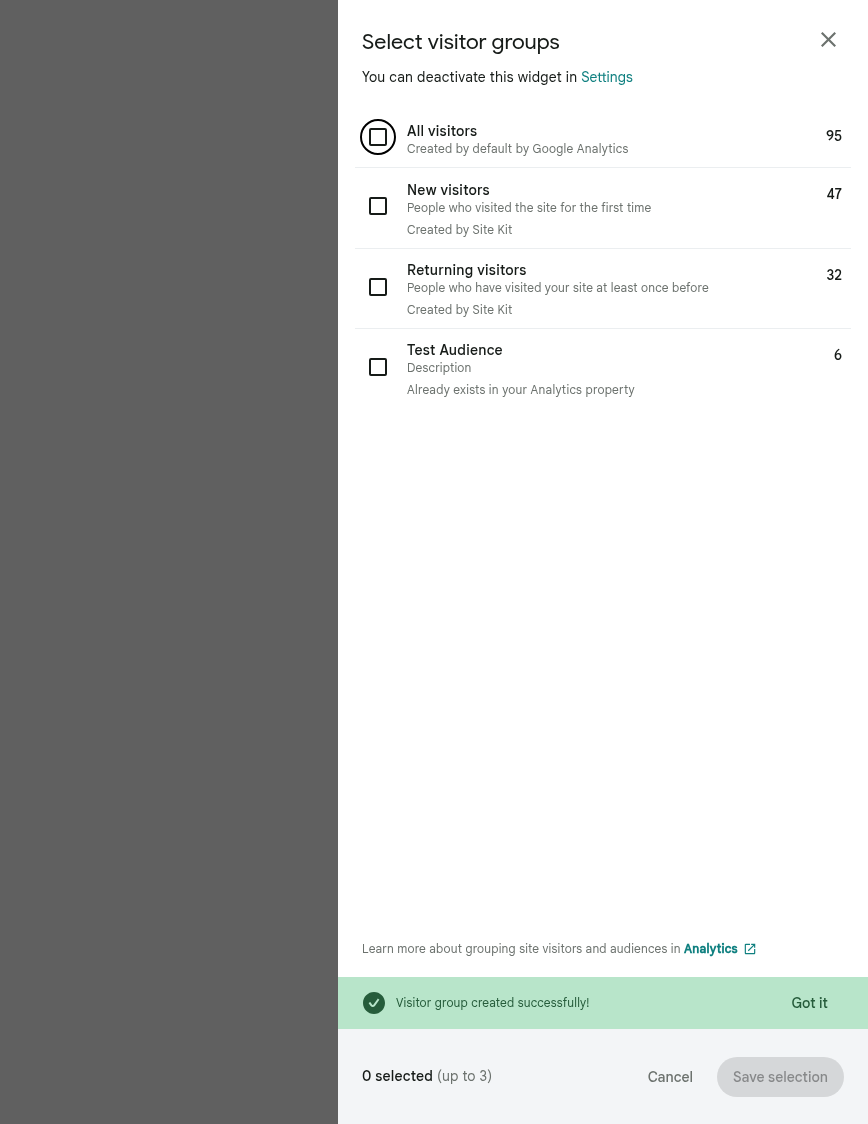 Select visitor groups
You can deactivate this widget in Settings
All visitors
95
Created by default by Google Analytics
New visitors
47
People who visited the site for the first time
Created by Site Kit
Returning visitors
32
People who have visited your site at least once before
Created by Site Kit
Test Audience
6
Description
Already exists in your Analytics property
Learn more about grouping site visitors and audiences in Analytics
Visitor group created successfully!
Got it
0 selected (up to 3)
Cancel
Save selection